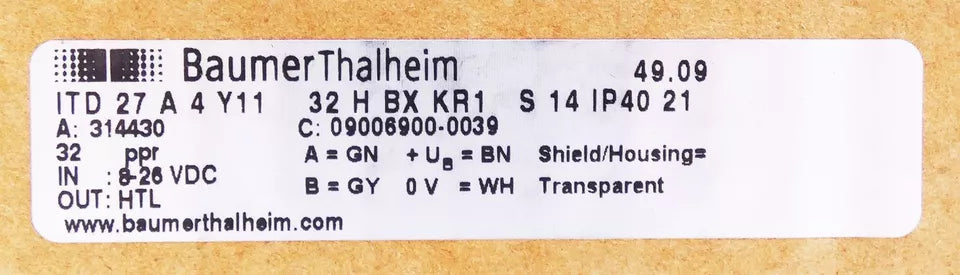 BaumerThalheim 49.09
ITD 27 A 4 Y11 32 H BX KR1 S 14 IP40 21
A: 314430 C: 09006900-0039
32 ppr A = GN + UB = BN Shield/Housing=
IN : 8-26 VDC B = GY 0 V = WH Transparent
OUT: HTL
www.baumerthalheim.com